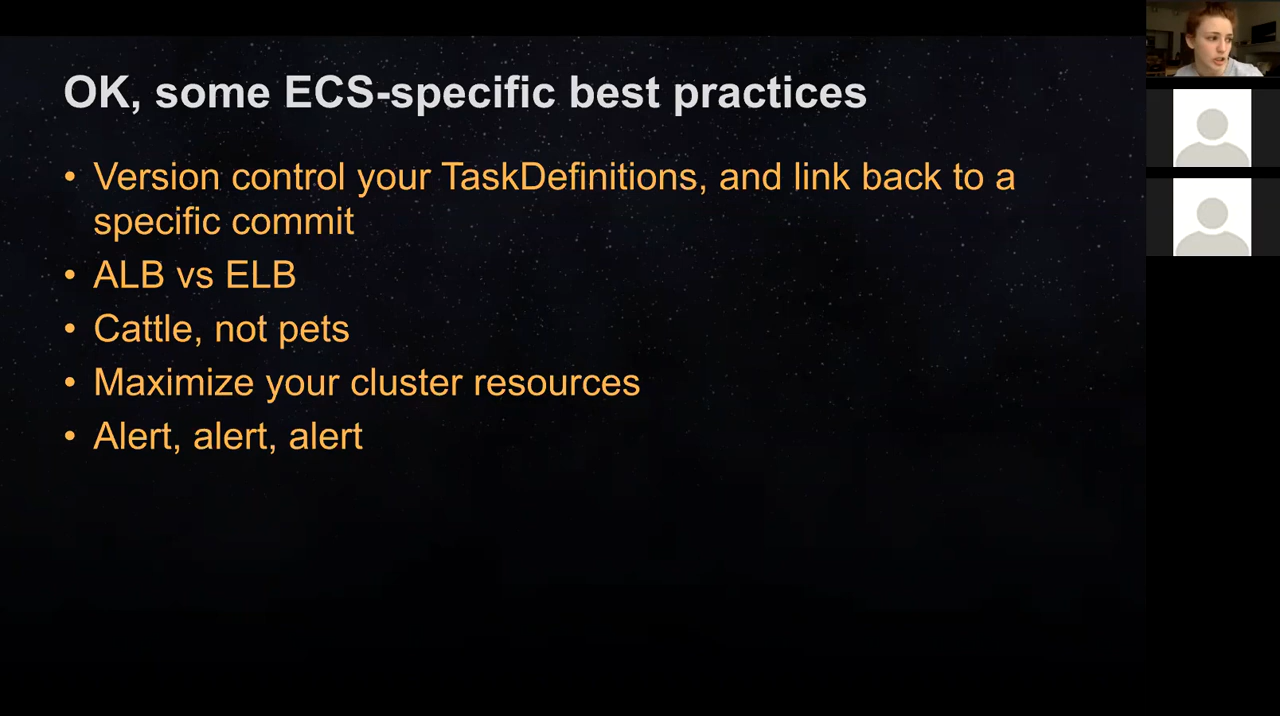 OK, some ECS-specific best practices
• Version control your TaskDefinitions, and link back to a
specific commit
• ALB vs ELB
• Cattle, not pets
• Maximize your cluster resources
• Alert, alert, alert